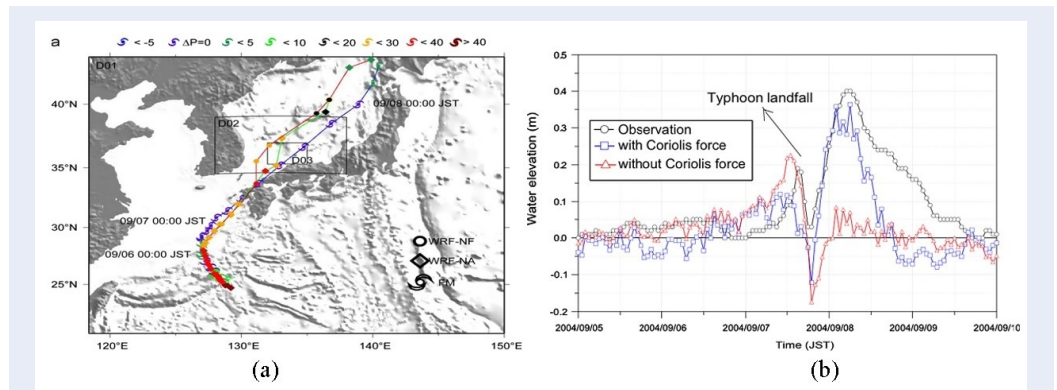 a
< -5 ΔP=0 < 5 < 10 < 20 < 30 < 40 > 40
D01
40°N
35°N
30°N
25°N
120°E 130°E 140°E 150°E
09/08 00:00 JST
D02
D03
09/07 00:00 JST
09/06 00:00 JST
WRF-NF
WRF-NA
PM
(a)
b
Water elevation (m)
0.5
0.4
0.3
0.2
0.1
0.0
-0.1
-0.2
Typhoon landfall
Observation
with Coriolis force
without Coriolis force
2004/09/05 2004/09/06 2004/09/07 2004/09/08 2004/09/09 2004/09/10
Time (JST)
(b)